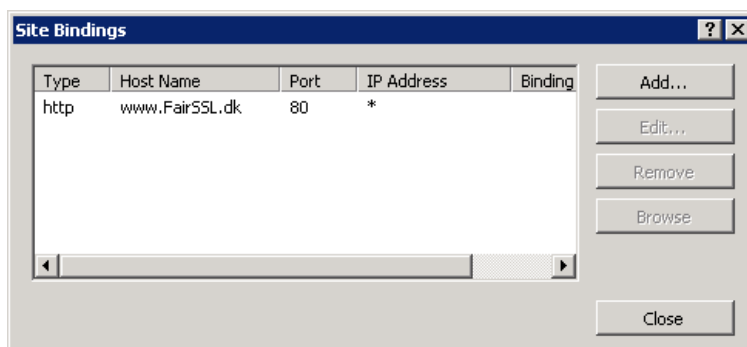 Site Bindings ? X
Type Host Name Port IP Address Binding
http www.FairSSL.dk 80 *
Add...
Edit...
Remove
Browse
Close